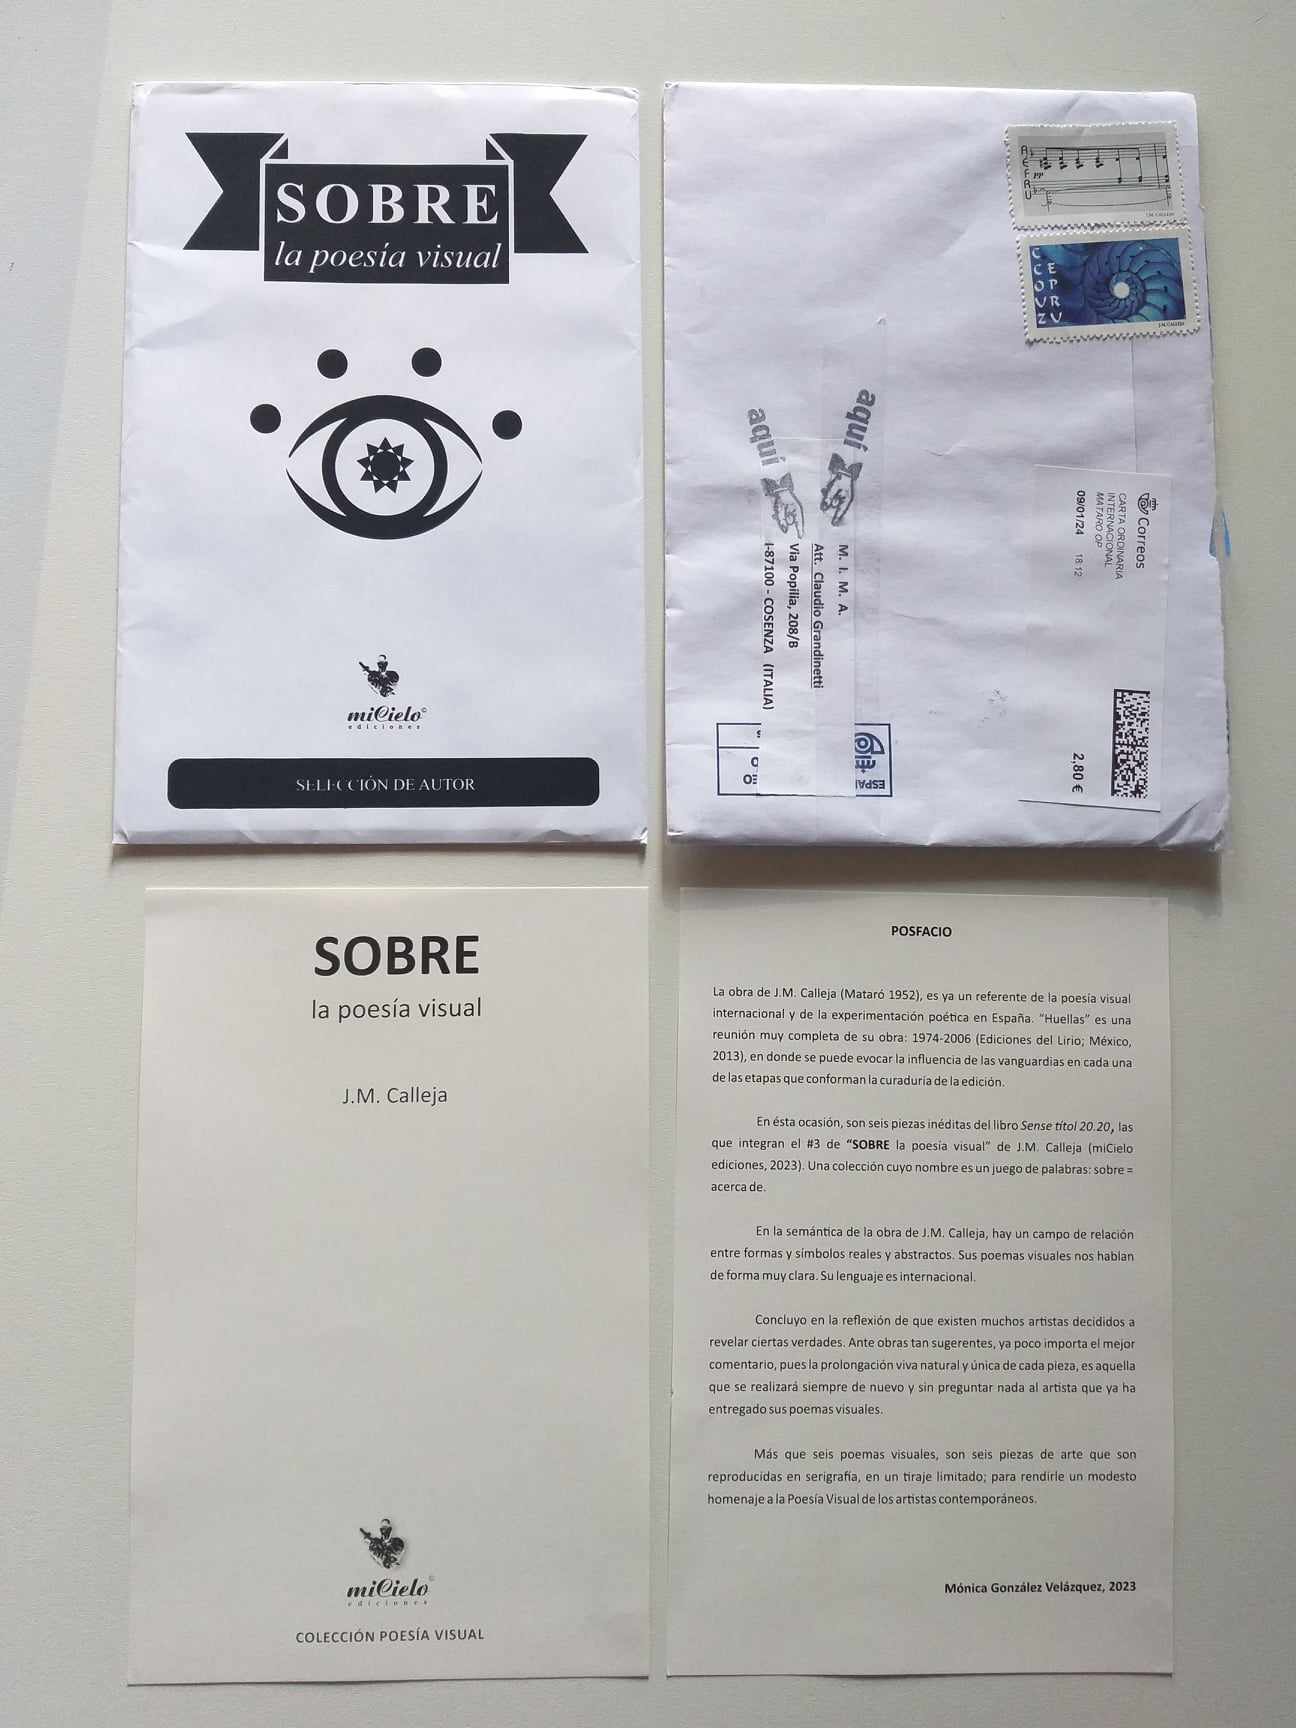 SOBRE
la poesía visual
miCielo©
ediciones
SELECCIÓN DE AUTOR
PP
J.M. CALLEJA
J.M. CALLEJA
aquí
aquí
M. I. M. A.
Att. Claudio Grandinetti
Via Popilia, 208/B
I-87100 - COSENZA (ITALIA)
Correos
CARTA ORDINARIA
INTERNACIONAL
MATARO OP
09/01/24 18:12
2,80 €
SOBRE
la poesía visual
J.M. Calleja
miCielo©
ediciones
COLECCIÓN POESÍA VISUAL
POSFACIO
La obra de J.M. Calleja (Mataró 1952), es ya un referente de la poesía visual
internacional y de la experimentación poética en España. "Huellas" es una
reunión muy completa de su obra: 1974-2006 (Ediciones del Lirio; México,
2013), en donde se puede evocar la influencia de las vanguardias en cada una
de las etapas que conforman la curaduría de la edición.
En ésta ocasión, son seis piezas inéditas del libro Sense títol 20.20, las
que integran el #3 de "SOBRE la poesía visual" de J.M. Calleja (miCielo
ediciones, 2023). Una colección cuyo nombre es un juego de palabras: sobre =
acerca de.
En la semántica de la obra de J.M. Calleja, hay un campo de relación
entre formas y símbolos reales y abstractos. Sus poemas visuales nos hablan
de forma muy clara. Su lenguaje es internacional.
Concluyo en la reflexión de que existen muchos artistas decididos a
revelar ciertas verdades. Ante obras tan sugerentes, ya poco importa el mejor
comentario, pues la prolongación viva natural y única de cada pieza, es aquella
que se realizará siempre de nuevo y sin preguntar nada al artista que ya ha
entregado sus poemas visuales.
Más que seis poemas visuales, son seis piezas de arte que son
reproducidas en serigrafía, en un tiraje limitado; para rendirle un modesto
homenaje a la Poesía Visual de los artistas contemporáneos.
Mónica González Velázquez, 2023